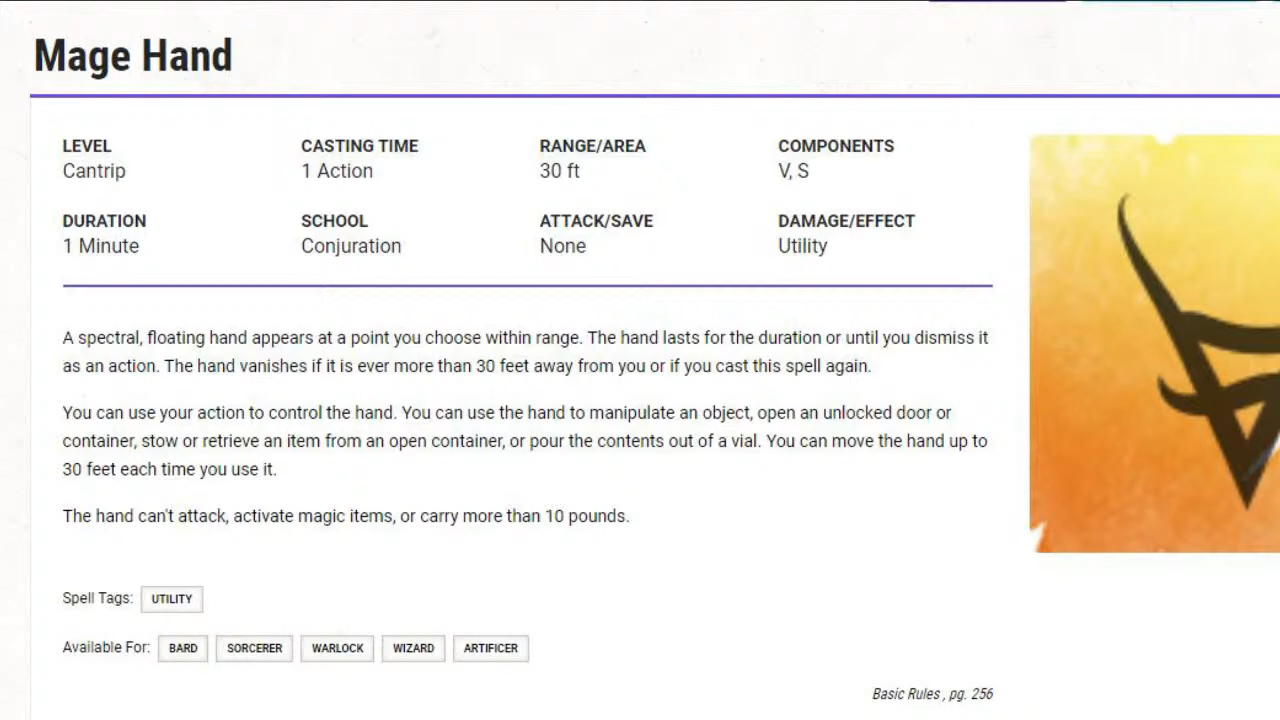 Mage Hand
LEVEL CASTING TIME RANGE/AREA COMPONENTS
Cantrip 1 Action 30 ft V, S
DURATION SCHOOL ATTACK/SAVE DAMAGE/EFFECT
1 Minute Conjuration None Utility
A spectral, floating hand appears at a point you choose within range. The hand lasts for the duration or until you dismiss it
as an action. The hand vanishes if it is ever more than 30 feet away from you or if you cast this spell again.
You can use your action to control the hand. You can use the hand to manipulate an object, open an unlocked door or
container, stow or retrieve an item from an open container, or pour the contents out of a vial. You can move the hand up to
30 feet each time you use it.
The hand can't attack, activate magic items, or carry more than 10 pounds.
Spell Tags: UTILITY
Available For: BARD SORCERER WARLOCK WIZARD ARTIFICER
Basic Rules , pg. 256